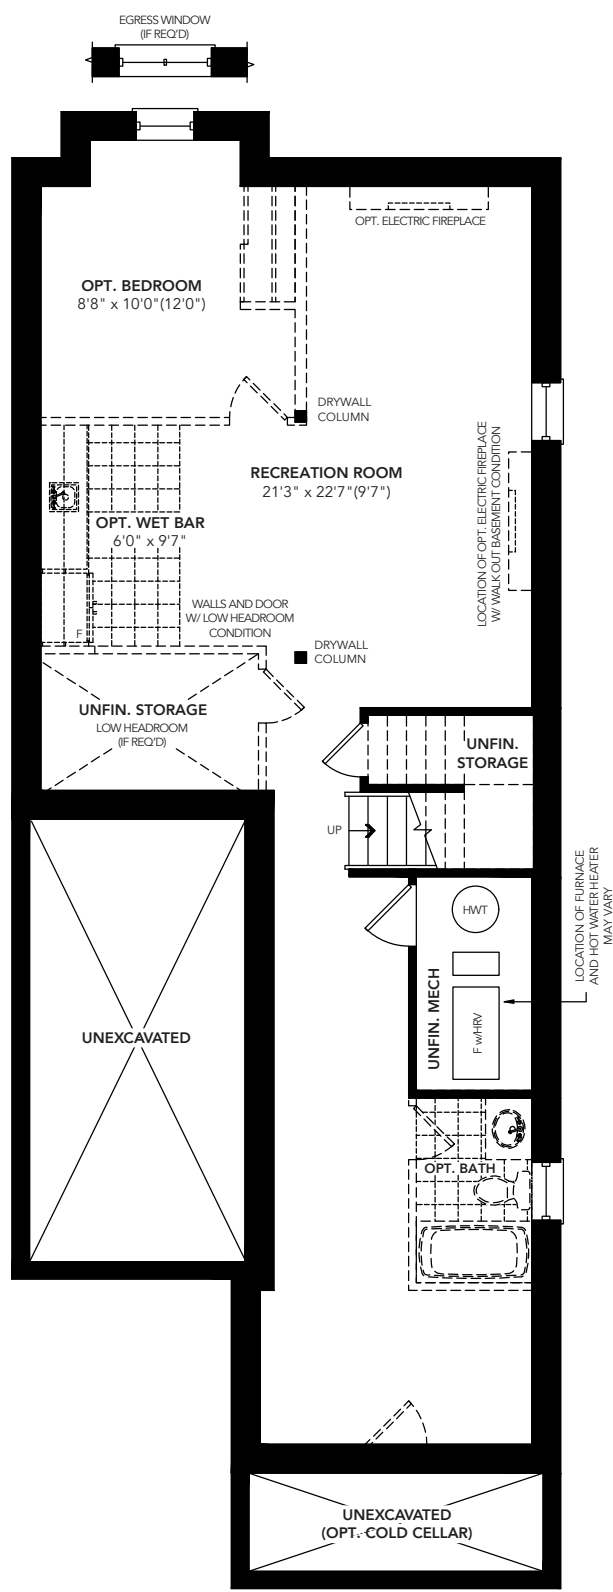 EGRESS WINDOW
(IF REQ'D)
OPT. ELECTRIC FIREPLACE
OPT. BEDROOM
8'8" x 10'0"(12'0")
DRYWALL
COLUMN
RECREATION ROOM
21'3" x 22'7"(9'7")
LOCATION OF OPT. ELECTRIC FIREPLACE
W/ WALK OUT BASEMENT CONDITION
OPT. WET BAR
6'0" x 9'7"
F
WALLS AND DOOR
W/ LOW HEADROOM
CONDITION
DRYWALL
COLUMN
UNFIN. STORAGE
LOW HEADROOM
(IF REQ'D)
UNFIN.
STORAGE
UP
HWT
LOCATION OF FURNACE
AND HOT WATER HEATER
MAY VARY
UNFIN. MECH
F w/HRV
UNEXCAVATED
OPT. BATH
UNEXCAVATED
(OPT. COLD CELLAR)